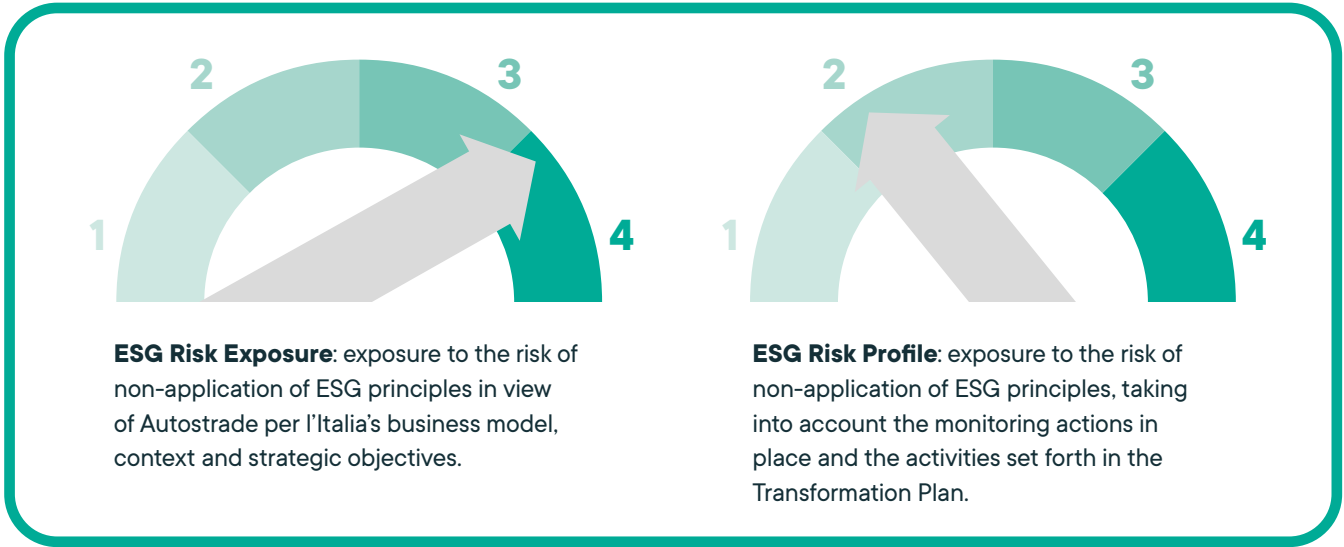 2
3
1
4
ESG Risk Exposure: exposure to the risk of
non-application of ESG principles in view
of Autostrade per l'Italia's business model,
context and strategic objectives.
2
3
1
4
ESG Risk Profile: exposure to the risk of
non-application of ESG principles, taking
into account the monitoring actions in
place and the activities set forth in the
Transformation Plan.